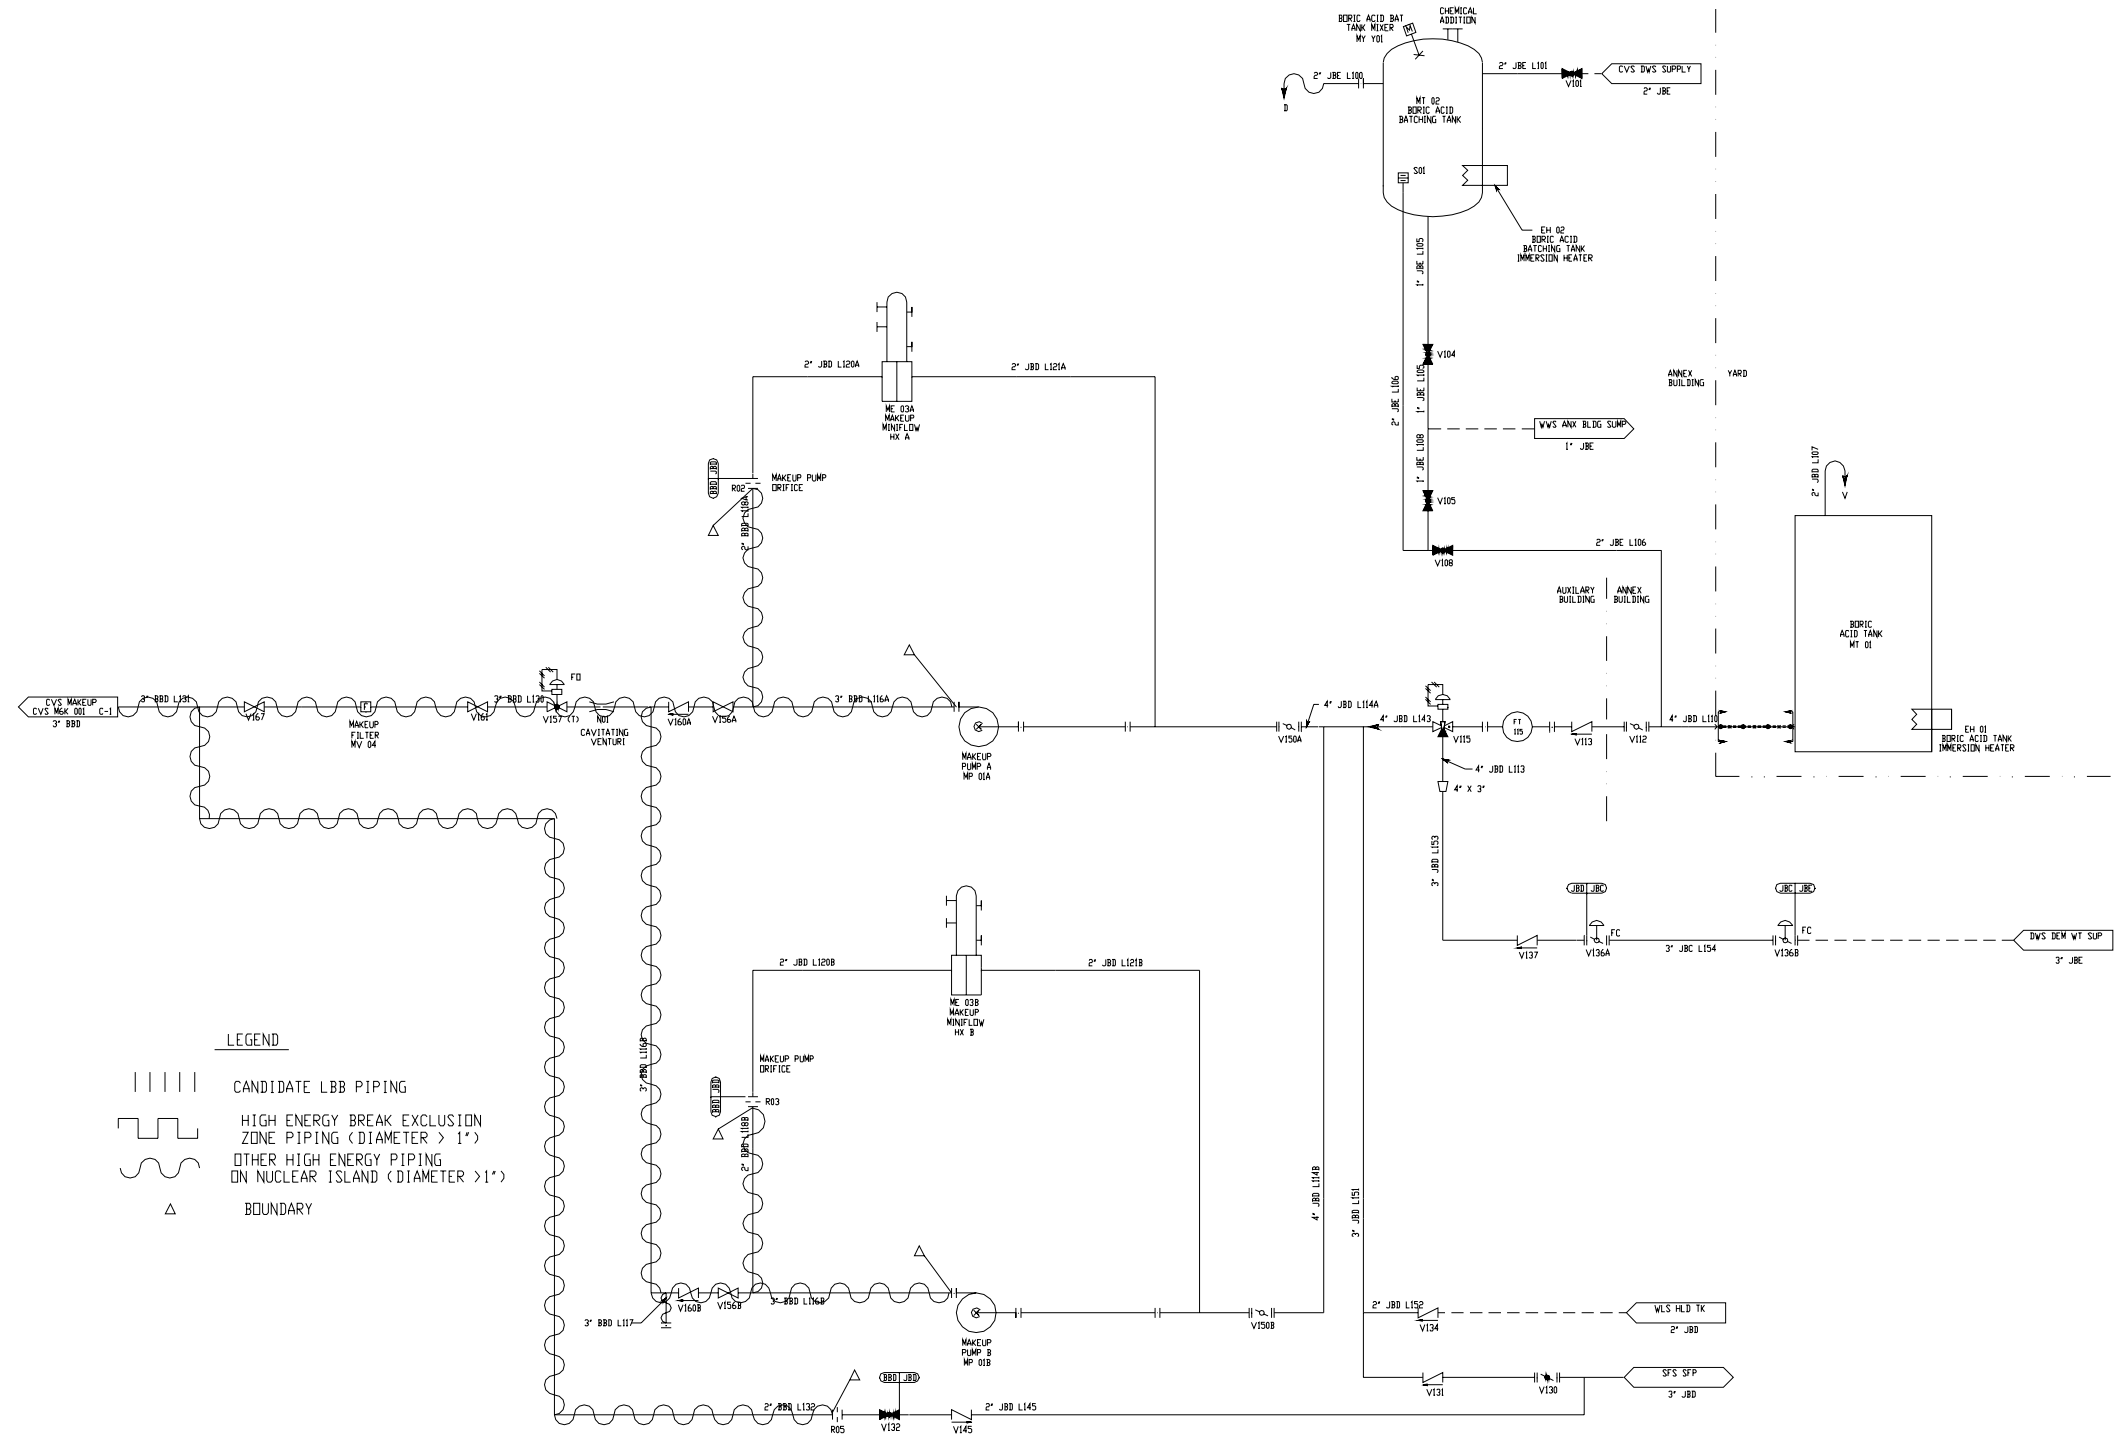 BORIC ACID BAT
TANK MIXER
MY Y01
CHEMICAL
ADDITION
M
2" JBE L100
D
2" JBE L101
V101
CVS DWS SUPPLY
2" JBE
MT 02
BORIC ACID
BATCHING TANK
S01
EH 02
BORIC ACID
BATCHING TANK
IMMERSION HEATER
1" JBE L105
V104
1" JBE L105
2" JBE L106
WWS ANX BLDG SUMP
1" JBE
1" JBE L108
V105
2" JBE L106
V108
ANNEX
BUILDING
YARD
2" JBD L107
V
BORIC
ACID TANK
MT 01
EH 01
BORIC ACID TANK
IMMERSION HEATER
AUXILARY
BUILDING
ANNEX
BUILDING
2" JBD L120A
2" JBD L121A
ME 03A
MAKEUP
MINIFLOW
HX A
BBD JBD
R02
MAKEUP PUMP
ORIFICE
2" BBD L118A
CVS MAKEUP
CVS M6K 001 C-1
3" BBD
3" BBD L131
V167
F
MAKEUP
FILTER
MV 04
V161
3" BBD L130
FO
V157 (T)
N01
CAVITATING
VENTURI
V160A
V156A
3" BBD L116A
MAKEUP
PUMP A
MP 01A
V150A
4" JBD L114A
4" JBD L143
V115
FT
115
V113
V112
4" JBD L110
4" JBD L113
4" X 3"
3" JBD L153
JBD JBC
JBC JBE
V137
FC
V136A
3" JBC L154
FC
V136B
DWS DEM WT SUP
3" JBE
2" JBD L120B
2" JBD L121B
ME 03B
MAKEUP
MINIFLOW
HX B
MAKEUP PUMP
ORIFICE
BBD JBD
R03
2" BBD L118B
3" BBD L116B
LEGEND
CANDIDATE LBB PIPING
HIGH ENERGY BREAK EXCLUSION
ZONE PIPING (DIAMETER > 1")
OTHER HIGH ENERGY PIPING
ON NUCLEAR ISLAND (DIAMETER >1")
BOUNDARY
4" JBD L114B
3" JBD L151
3" BBD L117
V160B
V156B
3" BBD L116B
MAKEUP
PUMP B
MP 01B
V150B
2" JBD L152
V134
WLS HLD TK
2" JBD
V131
V130
SFS SFP
3" JBD
2" BBD L132
R05
BBD JBD
V132
V145
2" JBD L145